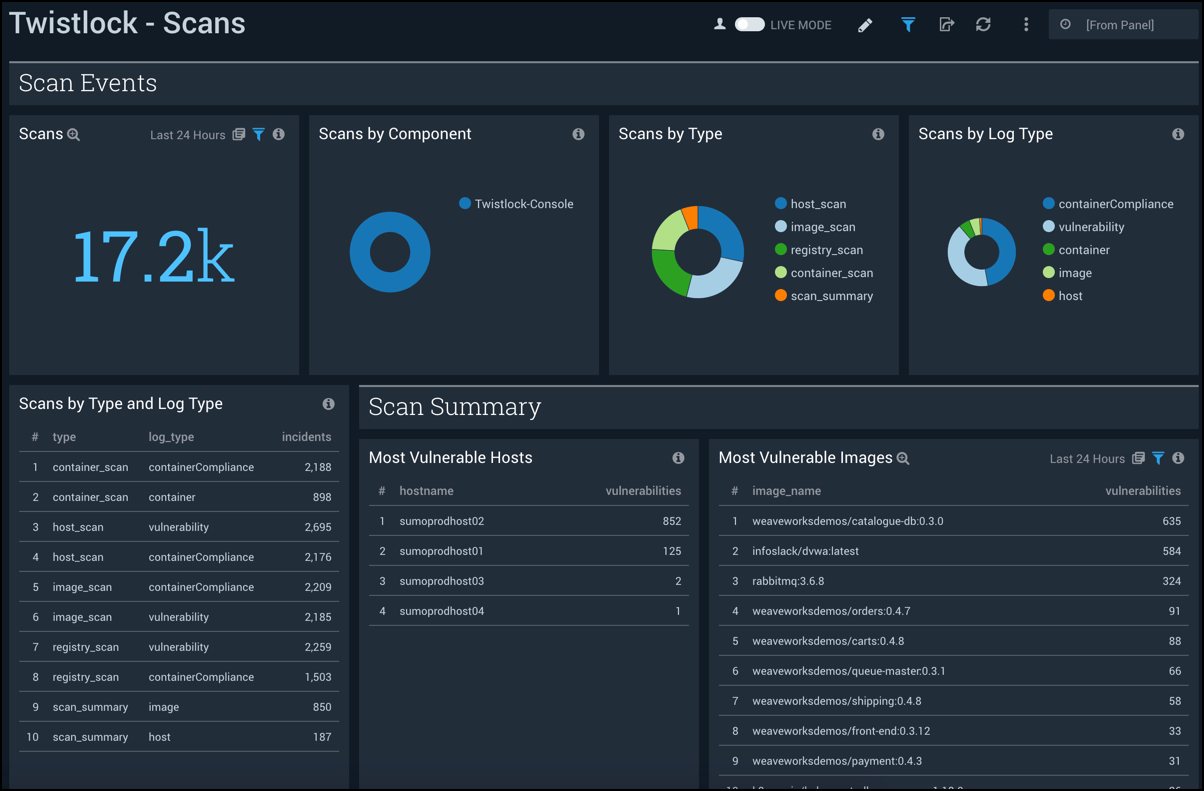 Twistlock - Scans
LIVE MODE
[From Panel]
Scan Events
Scans
Last 24 Hours
17.2k
Scans by Component
Twistlock-Console
Scans by Type
host_scan
image_scan
registry_scan
container_scan
scan_summary
Scans by Log Type
containerCompliance
vulnerability
container
image
host
Scans by Type and Log Type
# type log_type incidents
1 container_scan containerCompliance 2,188
2 container_scan container 898
3 host_scan vulnerability 2,695
4 host_scan containerCompliance 2,176
5 image_scan containerCompliance 2,209
6 image_scan vulnerability 2,185
7 registry_scan vulnerability 2,259
8 registry_scan containerCompliance 1,503
9 scan_summary image 850
10 scan_summary host 187
Scan Summary
Most Vulnerable Hosts
# hostname vulnerabilities
1 sumoprodhost02 852
2 sumoprodhost01 125
3 sumoprodhost03 2
4 sumoprodhost04 1
Most Vulnerable Images
Last 24 Hours
# image_name vulnerabilities
1 weaveworksdemos/catalogue-db:0.3.0 635
2 infoslack/dvwa:latest 584
3 rabbitmq:3.6.8 324
4 weaveworksdemos/orders:0.4.7 91
5 weaveworksdemos/carts:0.4.8 88
6 weaveworksdemos/queue-master:0.3.1 66
7 weaveworksdemos/shipping:0.4.8 58
8 weaveworksdemos/front-end:0.3.12 33
9 weaveworksdemos/payment:0.4.3 31